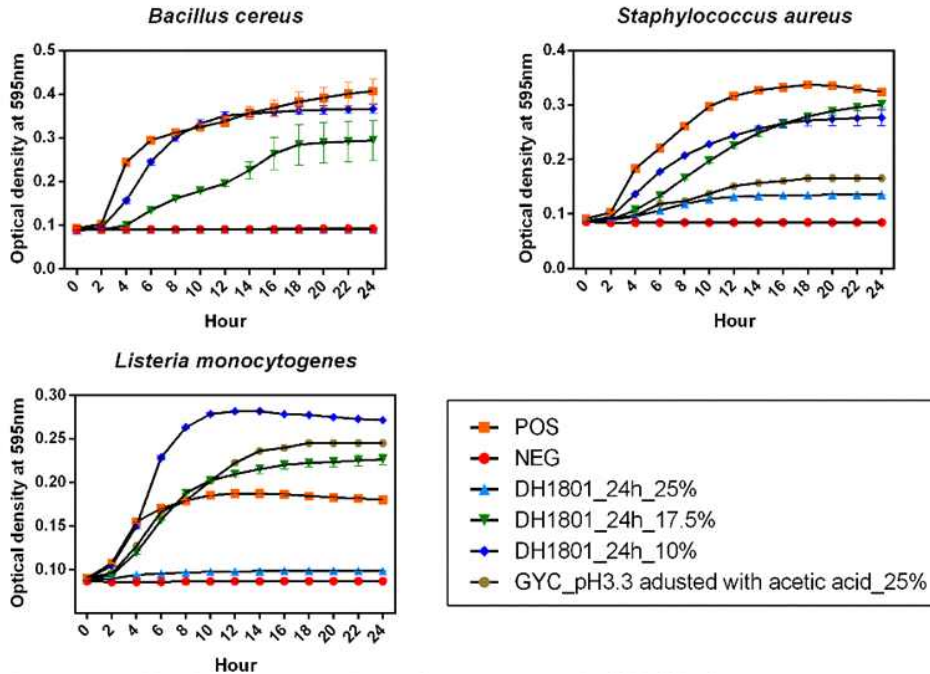 Bacillus cereus
Optical density at 595nm
0.5
0.4
0.3
0.2
0.1
0.0
0 2 4 6 8 10 12 14 16 18 20 22 24
Hour
Staphylococcus aureus
Optical density at 595nm
0.4
0.3
0.2
0.1
0.0
0 2 4 6 8 10 12 14 16 18 20 22 24
Hour
Listeria monocytogenes
Optical density at 595nm
0.30
0.25
0.20
0.15
0.10
0 2 4 6 8 10 12 14 16 18 20 22 24
Hour
POS
NEG
DH1801_24h_25%
DH1801_24h_17.5%
DH1801_24h_10%
GYC_pH3.3 adusted with acetic acid_25%